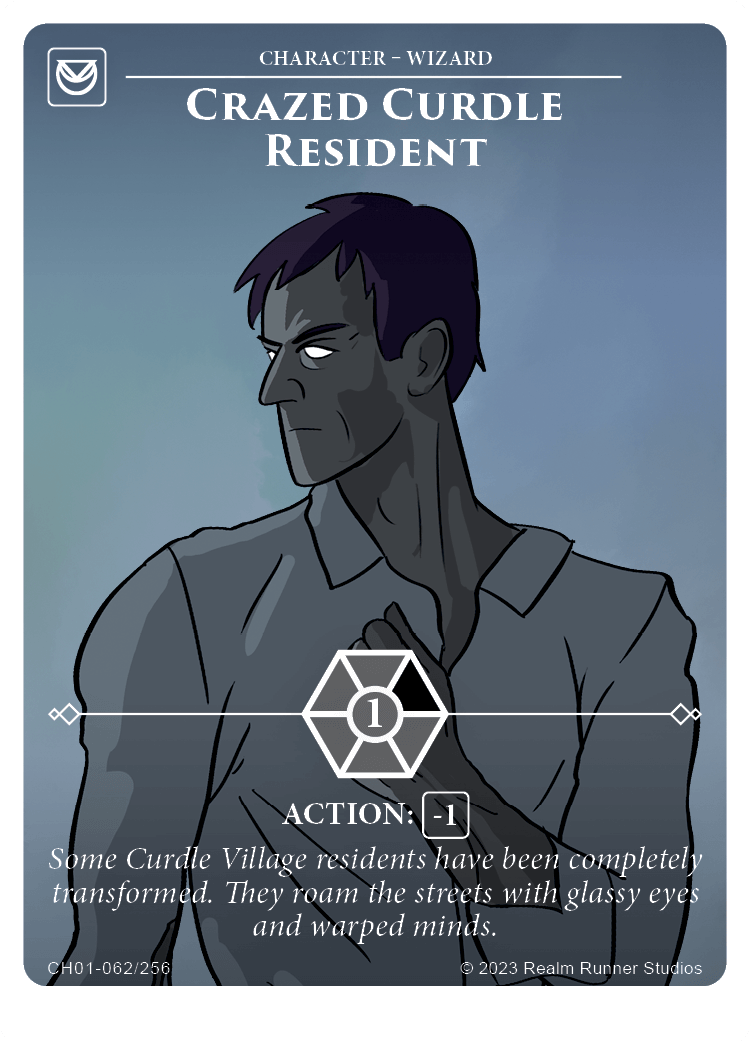 CHARACTER – WIZARD
CRAZED CURDLE
RESIDENT
1
ACTION: -1
Some Curdle Village residents have been completely
transformed. They roam the streets with glassy eyes
and warped minds.
CH01-062/256
© 2023 Realm Runner Studios